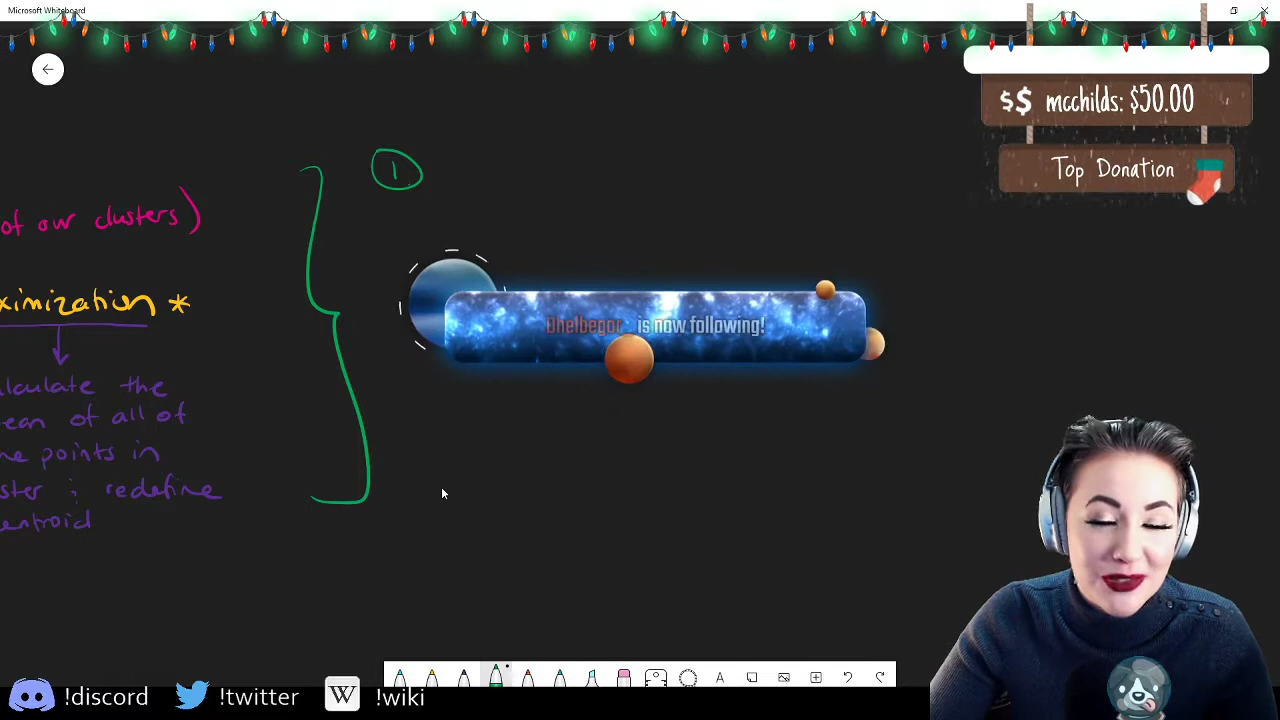 Microsoft Whiteboard
$$ mcchilds: $50.00
Top Donation
1
of our clusters)
ximization *
Dhelbegor is now following!
lculate the
ean of all of
he points in
ster ; redefine
entroid
A
!discord
!twitter
W !wiki